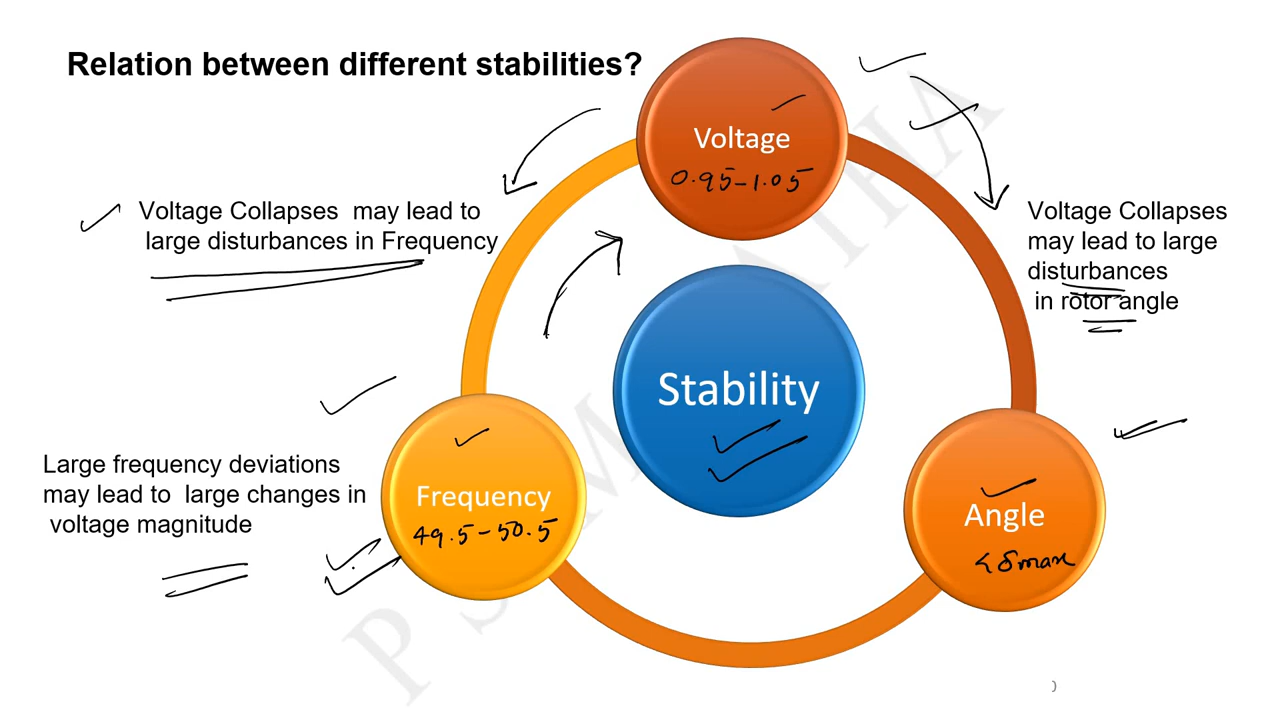 Relation between different stabilities?
Voltage
0.95-1.05
Voltage Collapses may lead to
large disturbances in Frequency
Voltage Collapses
may lead to large
disturbances
in rotor angle
Stability
Large frequency deviations
may lead to large changes in
voltage magnitude
Frequency
49.5-50.5
Angle
<δmax